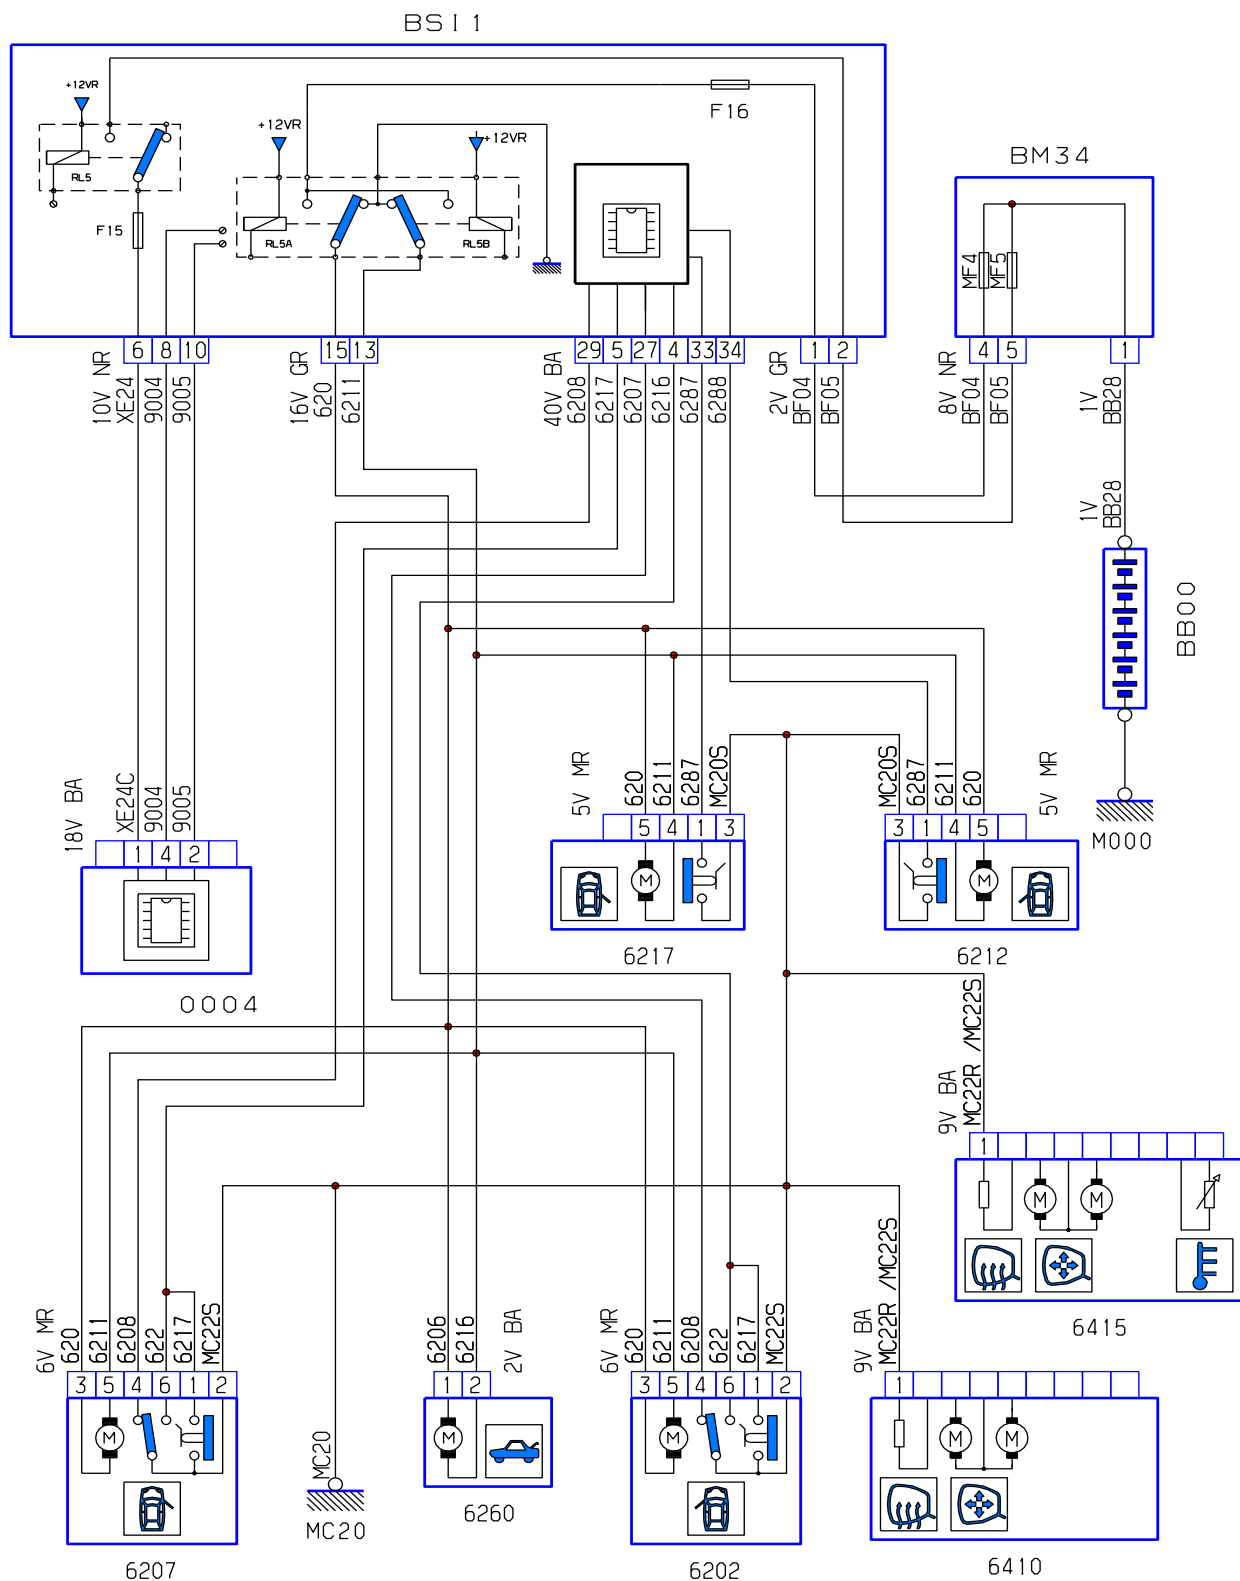 BSI1
+12VR
F16
+12VR
+12VR
BM34
RL5
F15
RL5A
RL5B
MF4
MF5
6 8 10
15 13
29 5 27 4 33 34
1 2
4 5
1
10V NR
XE24
9004
9005
16V GR
620
6211
40V BA
6208
6217
6207
6216
6287
6288
2V GR
BF04
BF05
8V NR
BF04
BF05
1V
BB28
1V
BB28
BB00
M000
18V BA
XE24C
9004
9005
1 4 2
0004
5V MR
620
6211
6287
MC20S
5 4 1 3
M
6217
MC20S
6287
6211
620
5V MR
3 1 4 5
M
6212
9V BA
MC22R /MC22S
1
M M
6415
6V MR
620
6211
6208
622
6217
MC22S
3 5 4 6 1 2
M
6207
MC20
MC20
6206
6216
2V BA
1 2
M
6260
6V MR
620
6211
6208
622
6217
MC22S
3 5 4 6 1 2
M
6202
9V BA
MC22R /MC22S
1
M M
6410